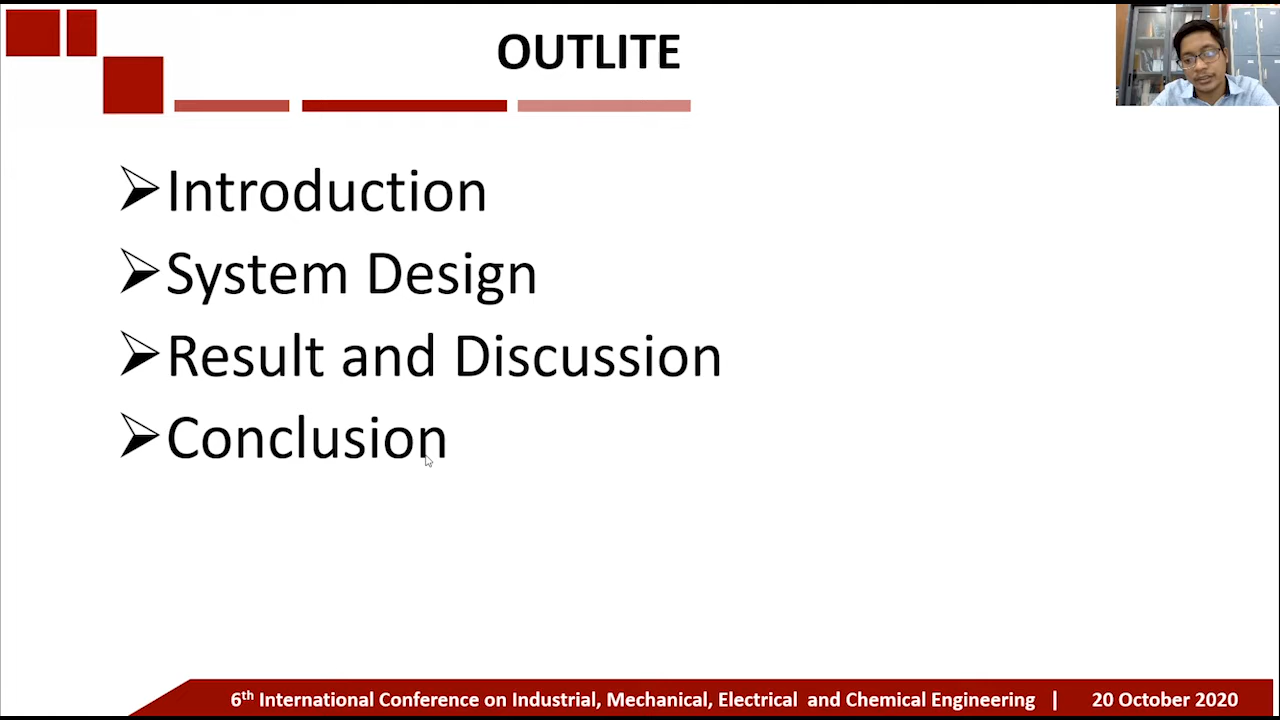 OUTLITE
Introduction
System Design
Result and Discussion
Conclusion
6th International Conference on Industrial, Mechanical, Electrical and Chemical Engineering | 20 October 2020